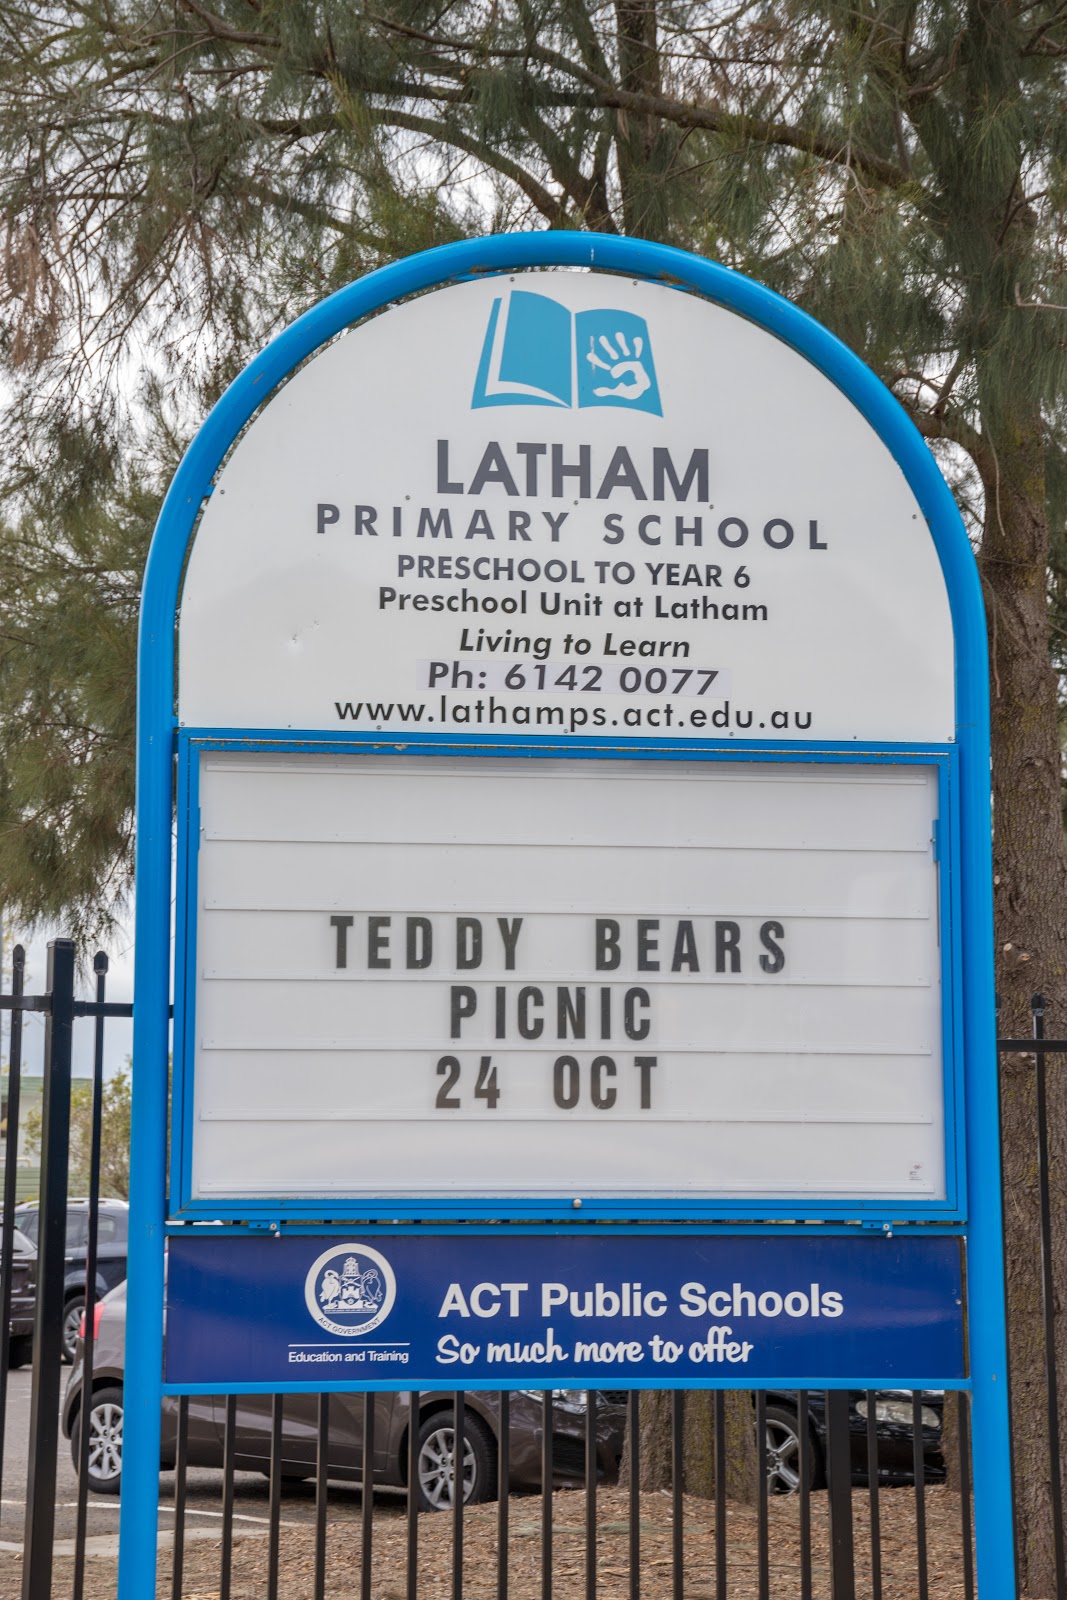 LATHAM
PRIMARY SCHOOL
PRESCHOOL TO YEAR 6
Preschool Unit at Latham
Living to Learn
Ph: 6142 0077
www.lathamps.act.edu.au
TEDDY BEARS
PICNIC
24 OCT
ACT GOVERNMENT
Education and Training
ACT Public Schools
So much more to offer